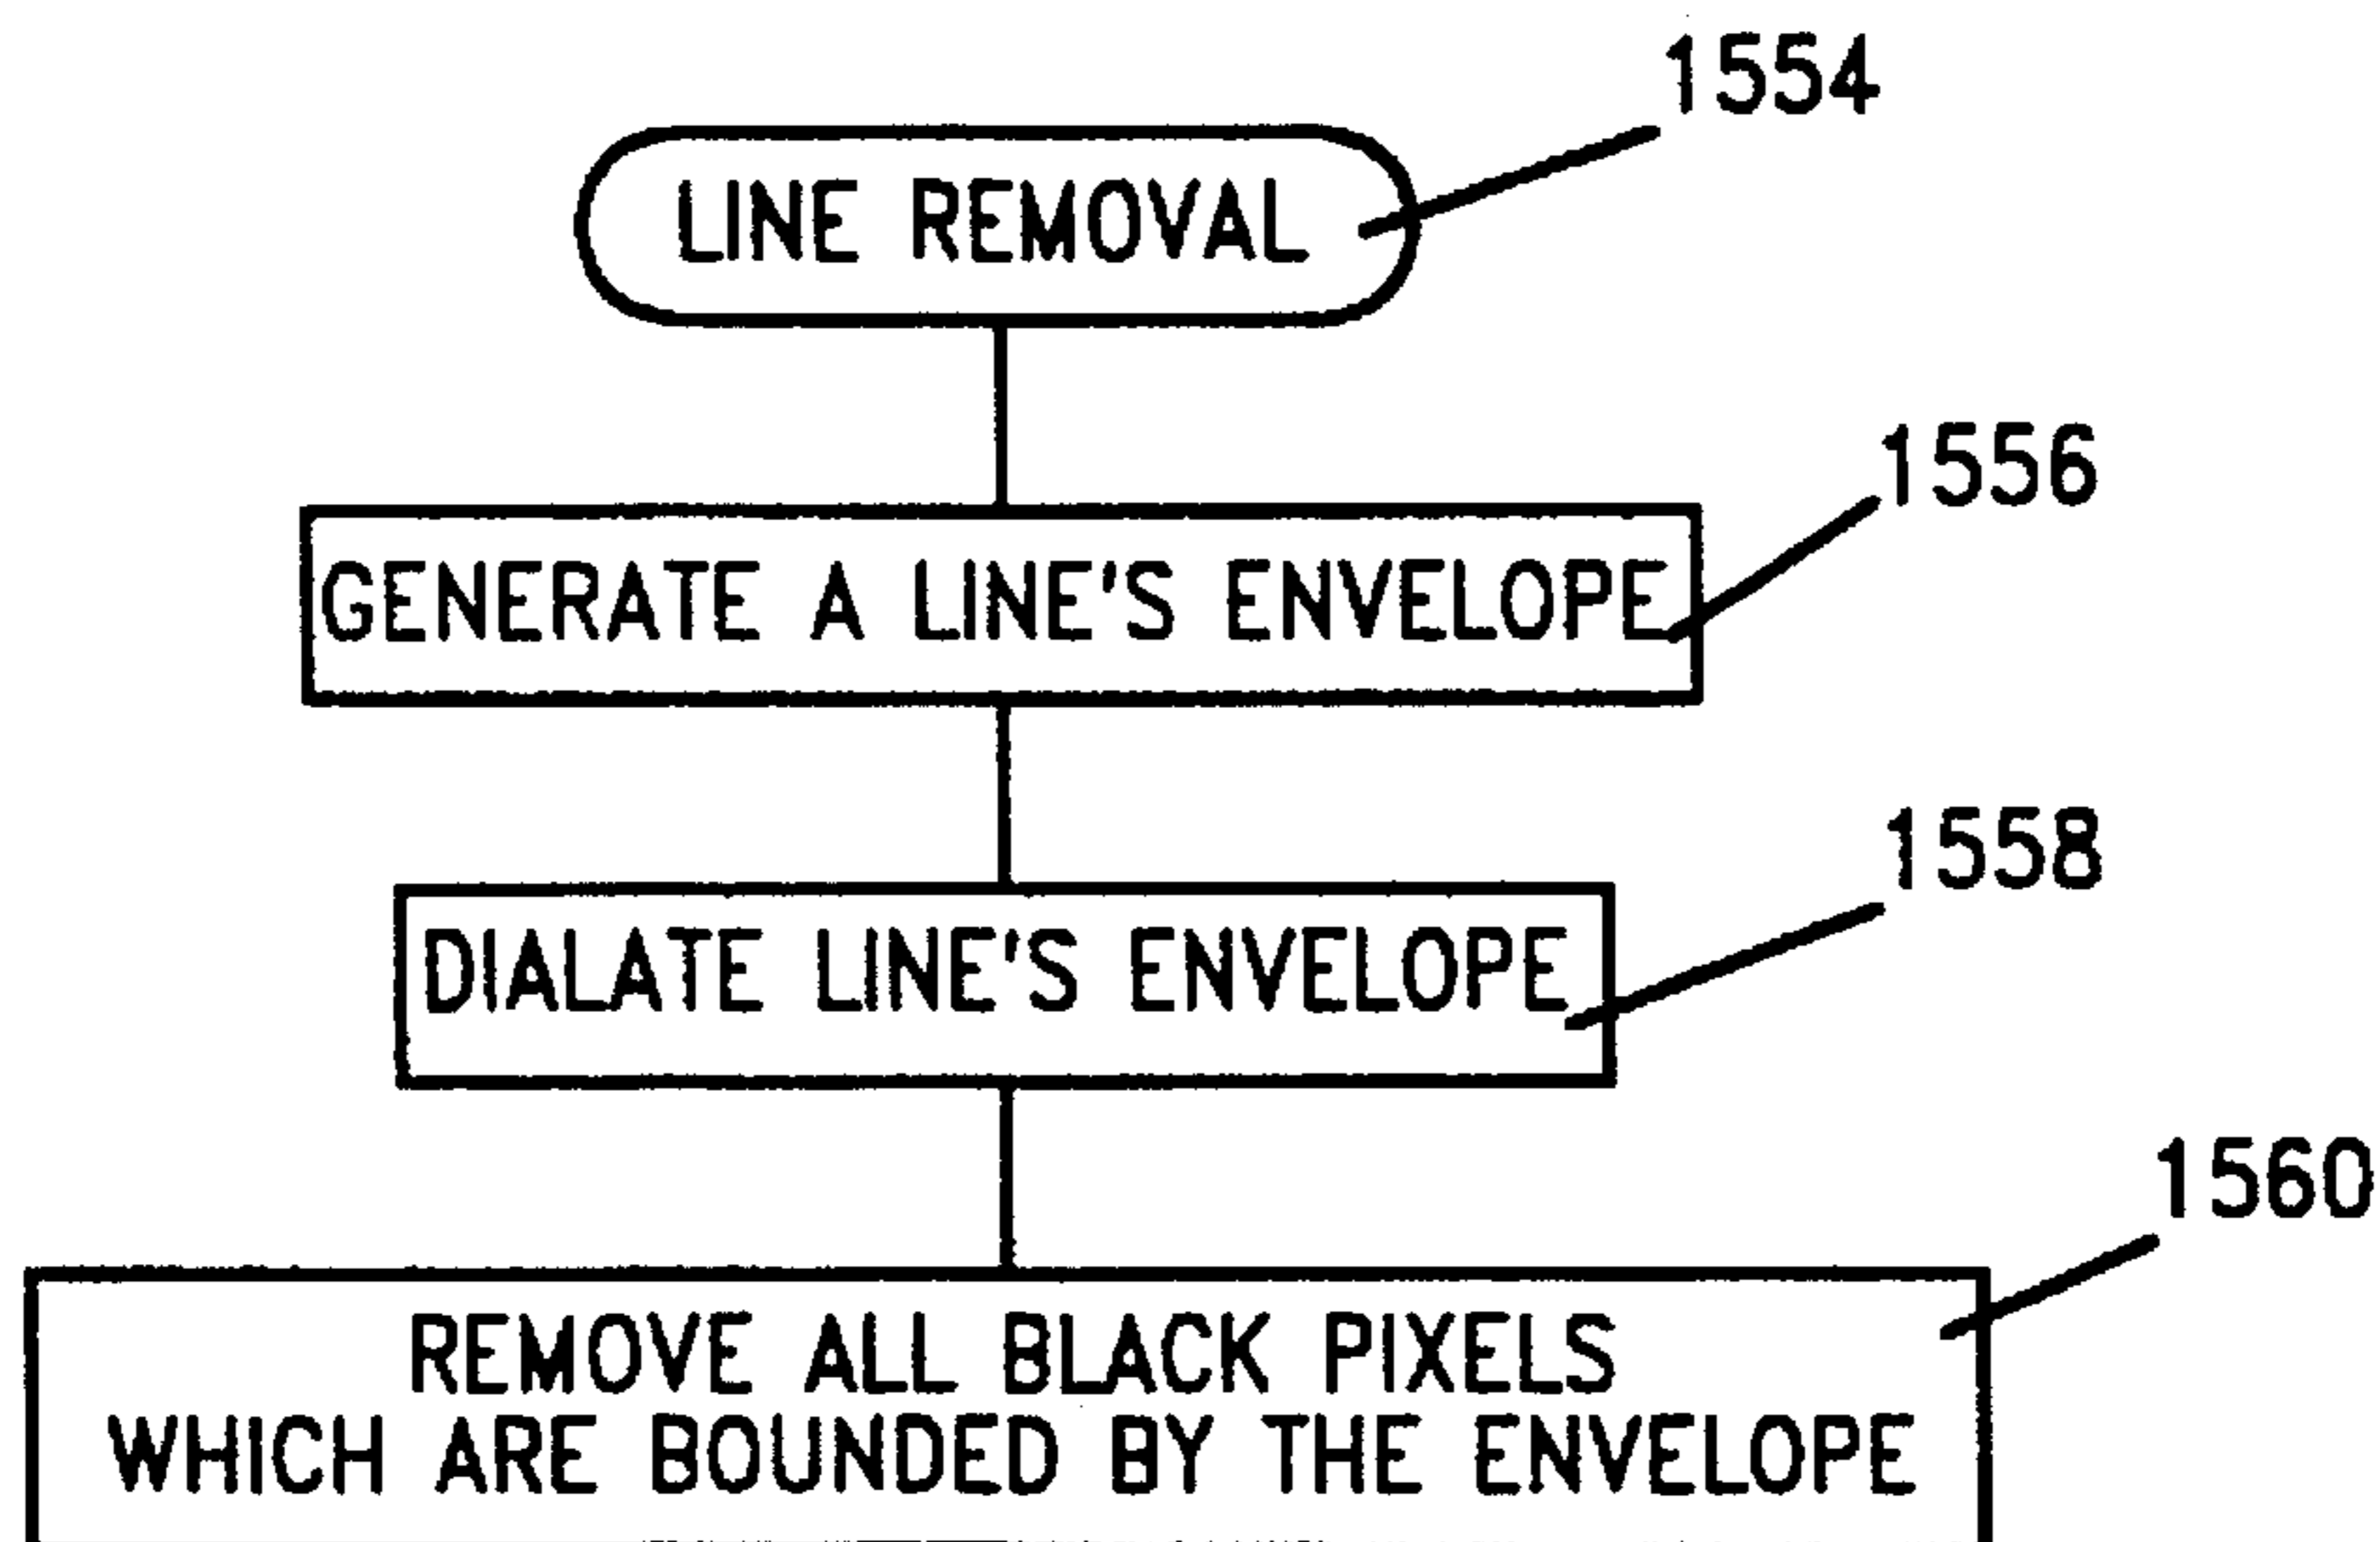 1554
LINE REMOVAL
1556
GENERATE A LINE'S ENVELOPE
1558
DIALATE LINE'S ENVELOPE
1560
REMOVE ALL BLACK PIXELS
WHICH ARE BOUNDED BY THE ENVELOPE